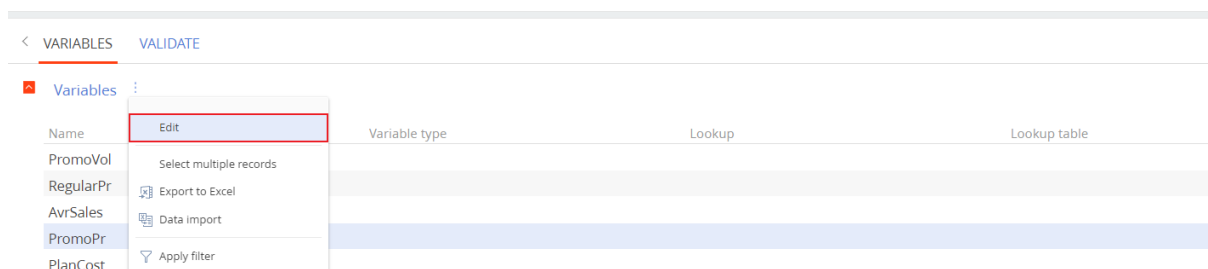 VARIABLES VALIDATE
Variables
Edit
Name Variable type Lookup Lookup table
PromoVol
Select multiple records
RegularPr
Export to Excel
AvrSales
Data import
PromoPr
Apply filter
PlanCost